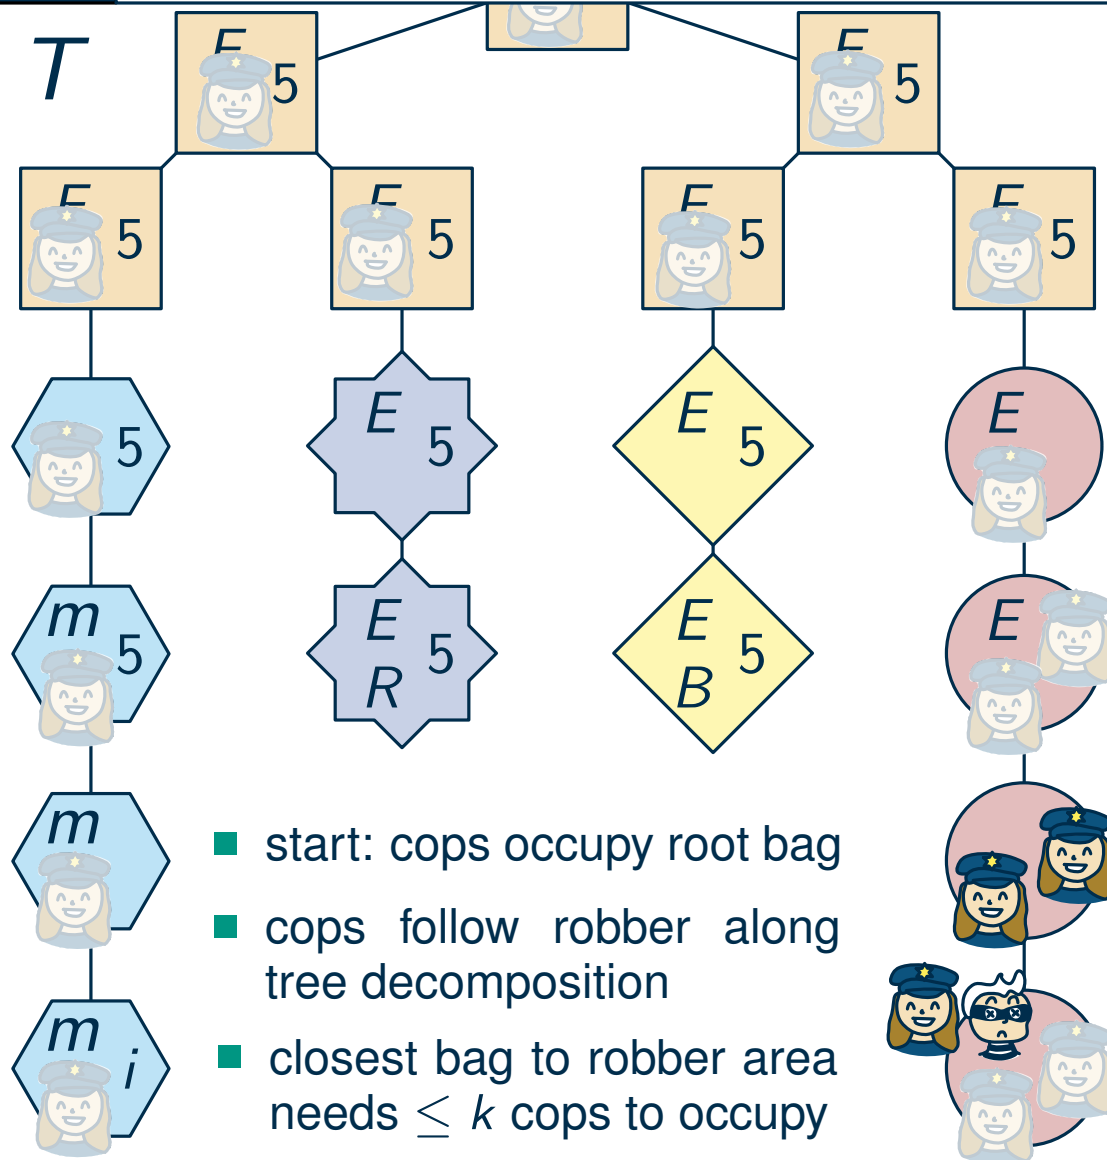 T
E 5
E 5
E 5
E 5
E 5
E 5
5
E 5
E 5
E
m 5
E 5
R
E 5
B
E
m
start: cops occupy root bag
cops follow robber along
tree decomposition
m i
closest bag to robber area
needs ≤ k cops to occupy